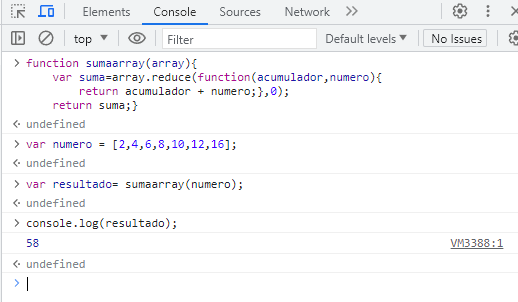 Elements Console Sources Network
top Filter Default levels No Issues
function sumaarray(array){
    var suma=array.reduce(function(acumulador,numero){
        return acumulador + numero;},0);
    return suma;}
undefined
var numero = [2,4,6,8,10,12,16];
undefined
var resultado= sumaarray(numero);
undefined
console.log(resultado);
58 VM3388:1
undefined